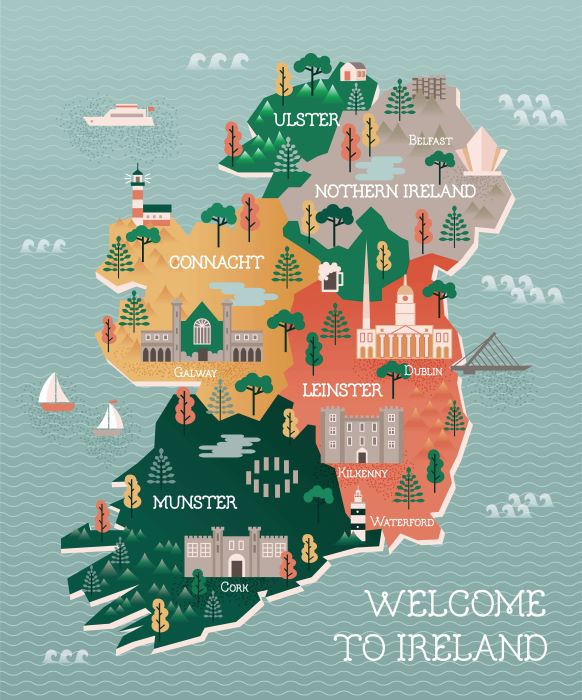 ULSTER
BELFAST
NOTHERN IRELAND
CONNACHT
GALWAY
DUBLIN
LEINSTER
KILKENNY
MUNSTER
WATERFORD
CORK
WELCOME
TO IRELAND